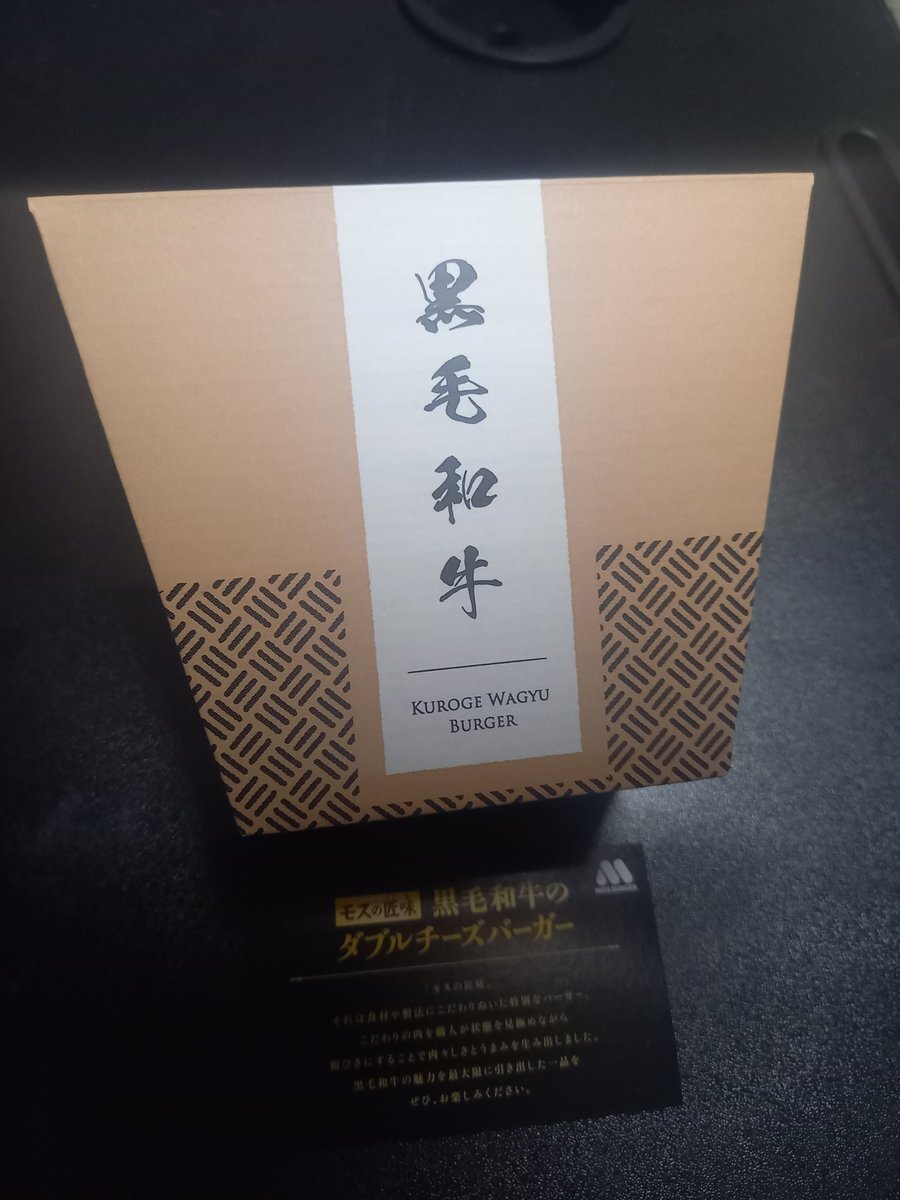 黒毛和牛
KUROGE WAGYU
BURGER
MOS BURGER
モスの匠味 黒毛和牛の
ダブルチーズバーガー
「モスの匠味」。
それは食材や製法にこだわりぬいた特別なバーガー。
こだわりの肉を職人が状態を見極めながら
粗びきにすることで肉々しさとうまみを生み出しました。
黒毛和牛の魅力を最大限に引き出した一品を
ぜひ、お楽しみください。